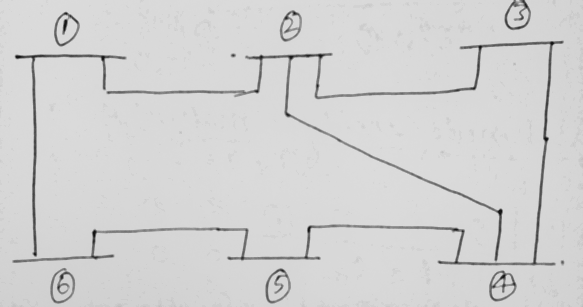 ① ② ③
⑥ ⑤ ④